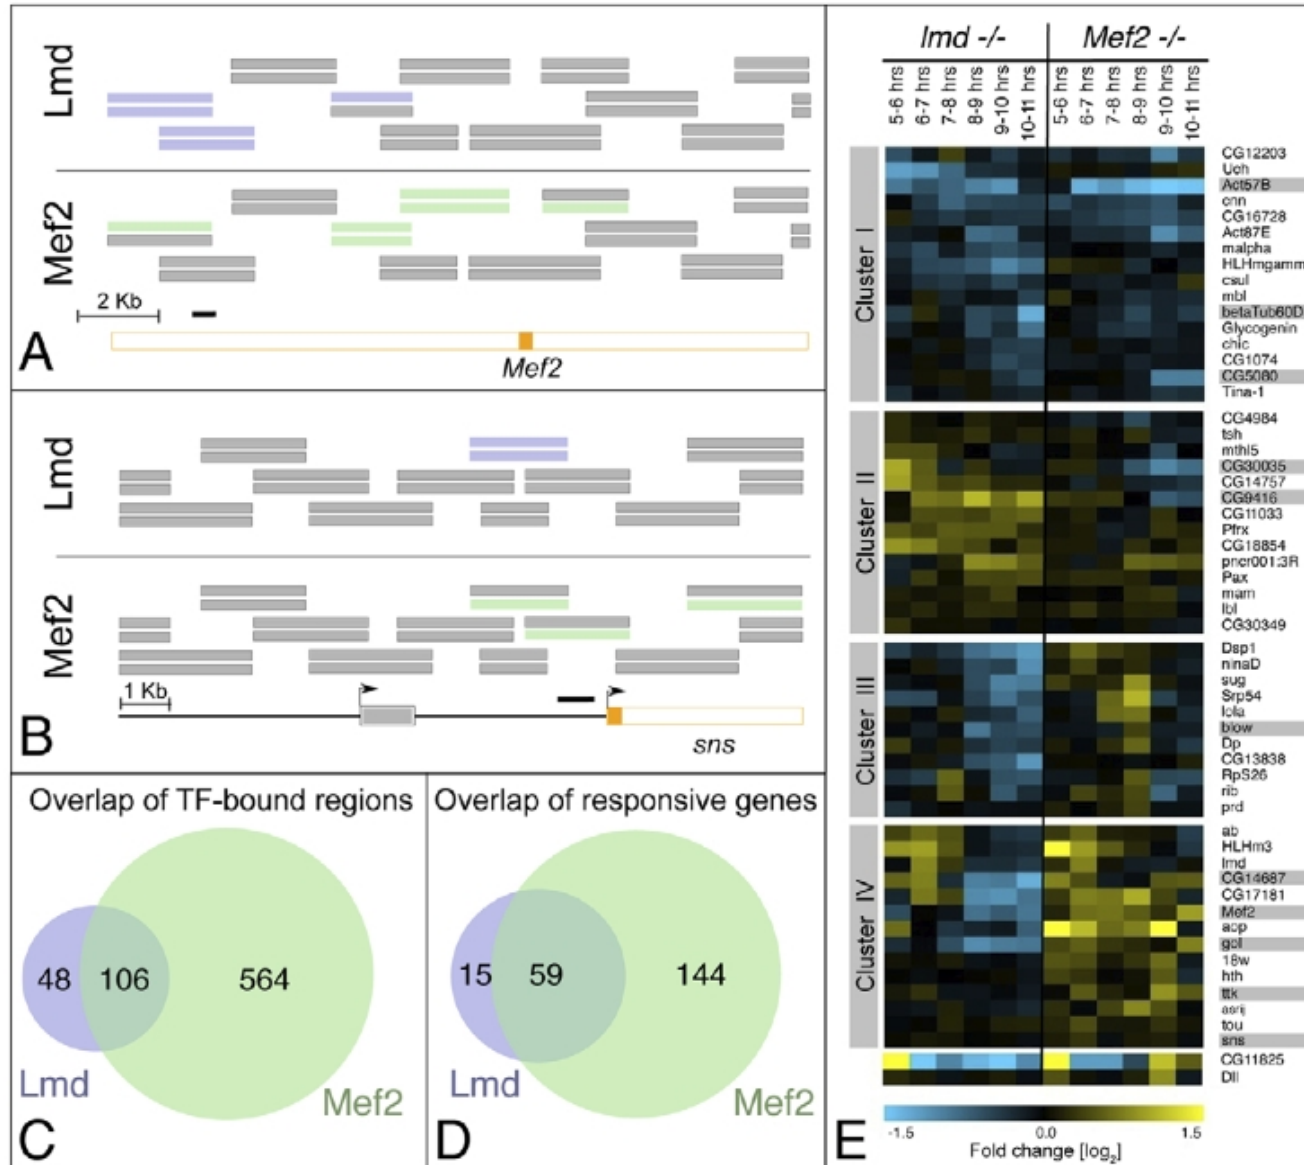 Lmd
Mef2
2 Kb
A
Mef2
Lmd
Mef2
1 Kb
B
sns
Overlap of TF-bound regions
48
106
564
Lmd
Mef2
C
Overlap of responsive genes
15
59
144
Lmd
Mef2
D
lmd -/-
Mef2 -/-
5-6 hrs
6-7 hrs
7-8 hrs
8-9 hrs
9-10 hrs
10-11 hrs
5-6 hrs
6-7 hrs
7-8 hrs
8-9 hrs
9-10 hrs
10-11 hrs
Cluster I
CG12203
Uch
Act57B
cnn
CG16728
Act87E
malpha
HLHmgamm
csul
mbl
betaTub60D
Glycogenin
chic
CG1074
CG5080
Tina-1
Cluster II
CG4984
tsh
mthl5
CG30035
CG14757
CG9416
CG11033
Pfrx
CG18854
pncr001:3R
Pax
mam
lbl
CG30349
Cluster III
Dsp1
ninaD
sug
Srp54
lola
blow
Dp
CG13838
RpS26
rib
prd
Cluster IV
ab
HLHm3
lmd
CG14687
CG17181
Mef2
aop
gol
18w
hth
ttk
asrij
tou
sns
CG11825
Dll
-1.5
0.0
1.5
Fold change [log2]
E